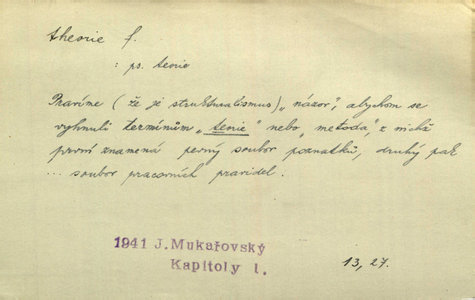 theorie f.
: ps. teorie
Pravíme (že je strukturalismus) „názor", abychom se
vyhnuli termínům „teorie" nebo „metoda", z nichž
první znamená pevný soubor poznatků, druhý pak
... soubor pracovních pravidel.
1941 J. Mukařovský
Kapitoly I.
13, 27.